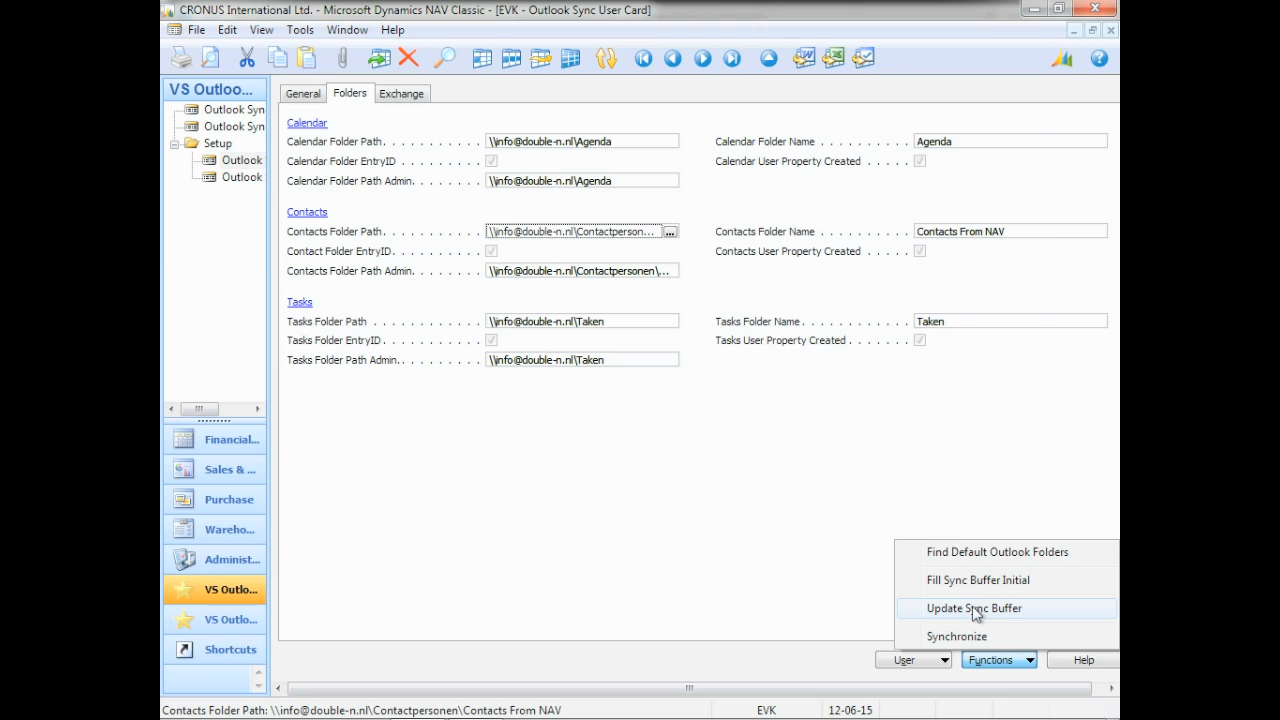 CRONUS International Ltd. - Microsoft Dynamics NAV Classic - [EVK - Outlook Sync User Card]
File Edit View Tools Window Help
VS Outloo...
Outlook Syn
Outlook Syn
Setup
Outlook
Outlook
Financial...
Sales & ...
Purchase
Wareho...
Administ...
VS Outlo...
VS Outlo...
Shortcuts
General Folders Exchange
Calendar
Calendar Folder Path. . . . . . . . . . . \\info@double-n.nl\Agenda Calendar Folder Name . . . . . . . . . Agenda
Calendar Folder EntryID . . . . . . . . . Calendar User Property Created . . . . .
Calendar Folder Path Admin. . . . . . . \\info@double-n.nl\Agenda
Contacts
Contacts Folder Path. . . . . . . . . . . \\info@double-n.nl\Contactperson... ... Contacts Folder Name . . . . . . . . . Contacts From NAV
Contact Folder EntryID. . . . . . . . . . Contacts User Property Created . . . . .
Contacts Folder Path Admin. . . . . . . \\info@double-n.nl\Contactpersonen\...
Tasks
Tasks Folder Path . . . . . . . . . . . . \\info@double-n.nl\Taken Tasks Folder Name. . . . . . . . . . . Taken
Tasks Folder EntryID. . . . . . . . . . . Tasks User Property Created . . . . . . .
Tasks Folder Path Admin. . . . . . . . . \\info@double-n.nl\Taken
Find Default Outlook Folders
Fill Sync Buffer Initial
Update Sync Buffer
Synchronize
User Functions Help
Contacts Folder Path: \\info@double-n.nl\Contactpersonen\Contacts From NAV EVK 12-06-15